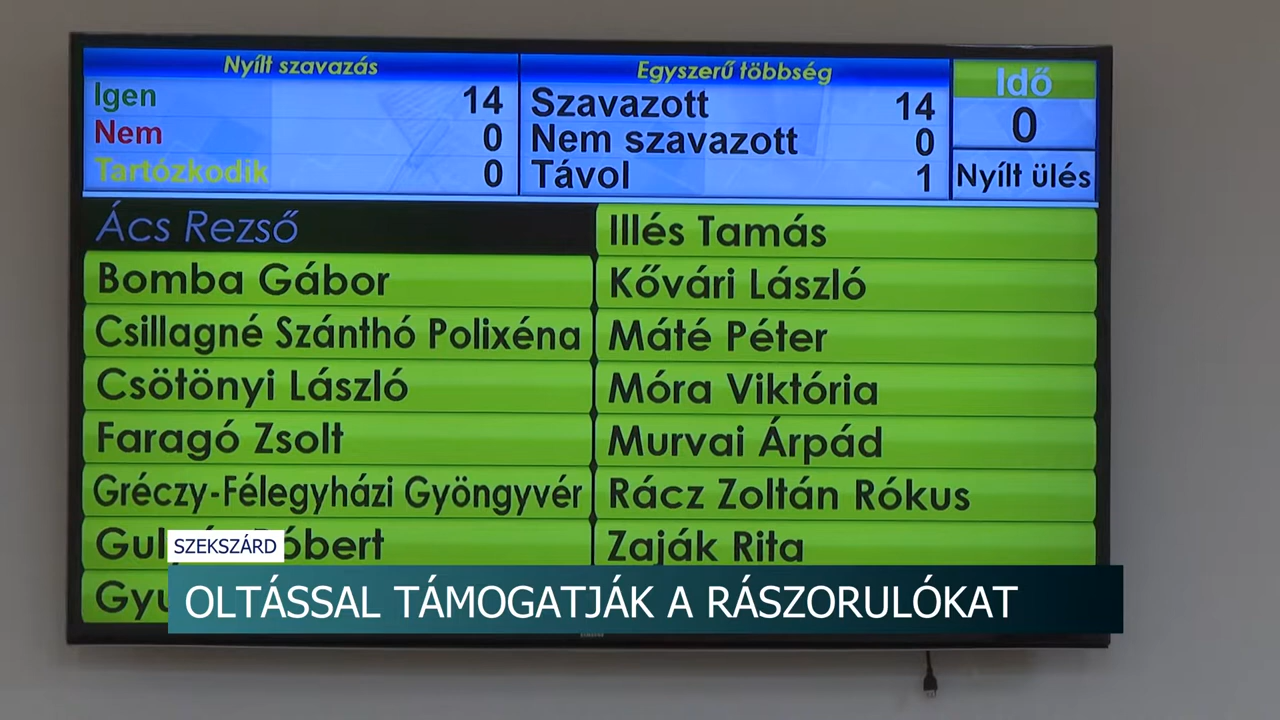 Nyílt szavazás
Igen 14
Nem 0
Tartózkodik 0
Egyszerű többség
Szavazott 14
Nem szavazott 0
Távol 1
Idő
0
Nyílt ülés
Ács Rezső
Bomba Gábor
Csillagné Szánthó Polixéna
Csötönyi László
Faragó Zsolt
Gréczy-Félegyházi Gyöngyvér
Illés Tamás
Kővári László
Máté Péter
Móra Viktória
Murvai Árpád
Rácz Zoltán Rókus
Zaják Rita
SZEKSZÁRD
OLTÁSSAL TÁMOGATJÁK A RÁSZORULÓKAT
SAMSUNG